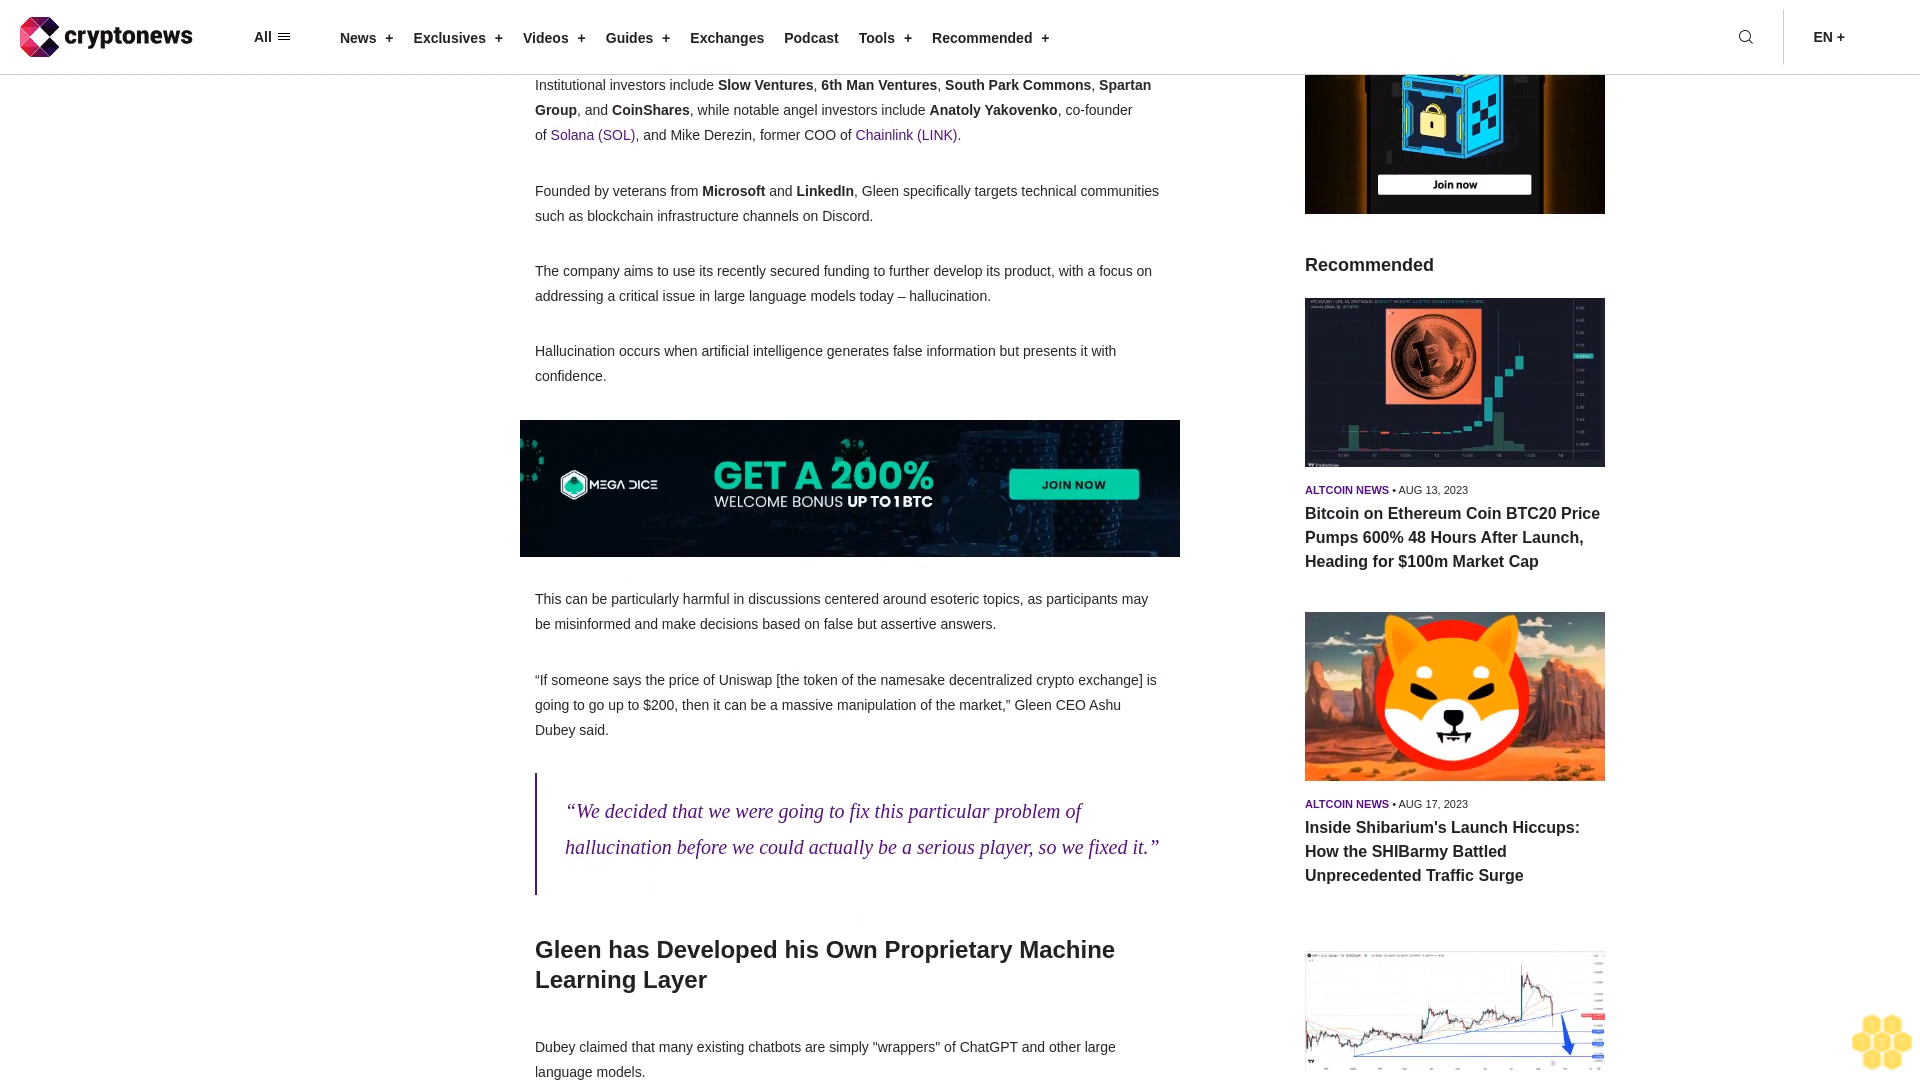 cryptonews
All
News +
Exclusives +
Videos +
Guides +
Exchanges
Podcast
Tools +
Recommended +
EN +
Institutional investors include Slow Ventures, 6th Man Ventures, South Park Commons, Spartan
Group, and CoinShares, while notable angel investors include Anatoly Yakovenko, co-founder
of Solana (SOL), and Mike Derezin, former COO of Chainlink (LINK).
Founded by veterans from Microsoft and LinkedIn, Gleen specifically targets technical communities
such as blockchain infrastructure channels on Discord.
The company aims to use its recently secured funding to further develop its product, with a focus on
addressing a critical issue in large language models today – hallucination.
Hallucination occurs when artificial intelligence generates false information but presents it with
confidence.
MEGA DICE
GET A 200%
WELCOME BONUS UP TO 1 BTC
JOIN NOW
This can be particularly harmful in discussions centered around esoteric topics, as participants may
be misinformed and make decisions based on false but assertive answers.
“If someone says the price of Uniswap [the token of the namesake decentralized crypto exchange] is
going to go up to $200, then it can be a massive manipulation of the market,” Gleen CEO Ashu
Dubey said.
“We decided that we were going to fix this particular problem of
hallucination before we could actually be a serious player, so we fixed it.”
Gleen has Developed his Own Proprietary Machine
Learning Layer
Dubey claimed that many existing chatbots are simply "wrappers" of ChatGPT and other large
language models.
Join now
Recommended
ALTCOIN NEWS • AUG 13, 2023
Bitcoin on Ethereum Coin BTC20 Price
Pumps 600% 48 Hours After Launch,
Heading for $100m Market Cap
ALTCOIN NEWS • AUG 17, 2023
Inside Shibarium's Launch Hiccups:
How the SHIBarmy Battled
Unprecedented Traffic Surge